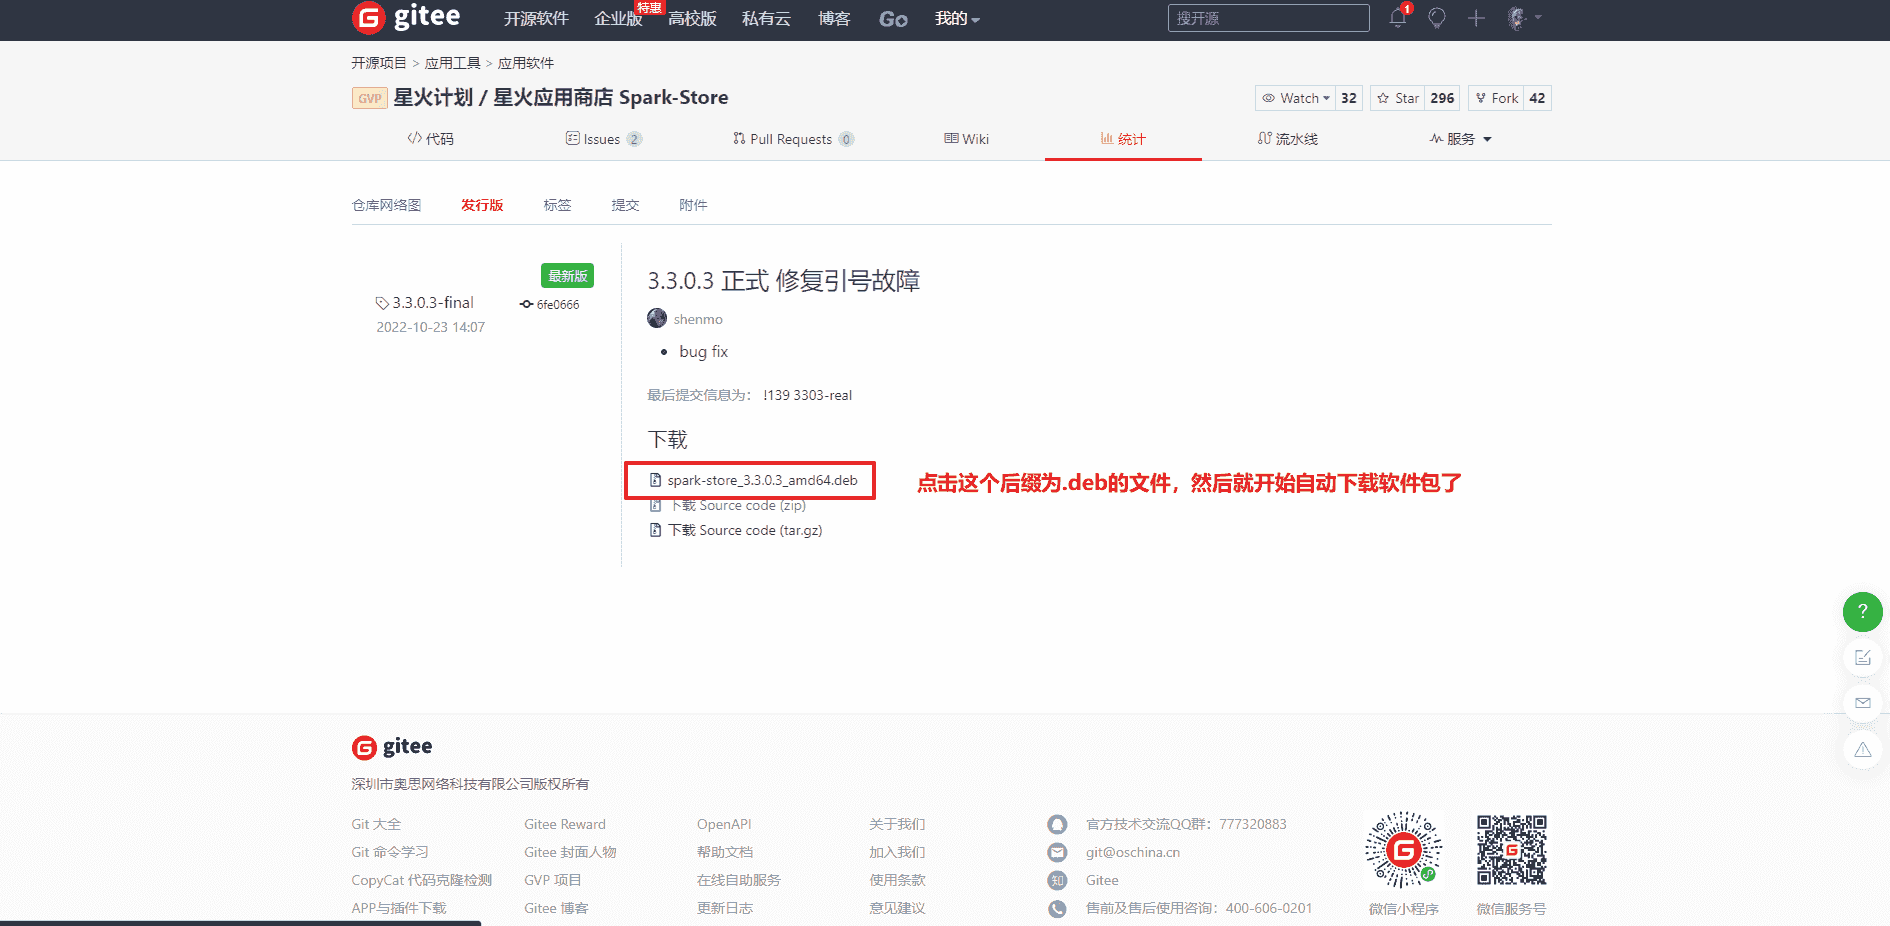 gitee 开源软件 企业版 特惠 高校版 私有云 博客 Go 我的 搜开源 1
开源项目 > 应用工具 > 应用软件
GVP 星火计划 / 星火应用商店 Spark-Store Watch 32 Star 296 Fork 42
代码 Issues 2 Pull Requests 0 Wiki 统计 流水线 服务
仓库网络图 发行版 标签 提交 附件
最新版
3.3.0.3-final 6fe0666
2022-10-23 14:07
3.3.0.3 正式 修复引号故障
shenmo
• bug fix
最后提交信息为： !139 3303-real
下载
spark-store_3.3.0.3_amd64.deb
点击这个后缀为.deb的文件，然后就开始自动下载软件包了
下载 Source code (zip)
下载 Source code (tar.gz)
?
gitee
深圳市奥思网络科技有限公司版权所有
Git 大全 Gitee Reward OpenAPI 关于我们 官方技术交流QQ群：777320883
Git 命令学习 Gitee 封面人物 帮助文档 加入我们 git@oschina.cn
CopyCat 代码克隆检测 GVP 项目 在线自助服务 使用条款 知 Gitee
APP与插件下载 Gitee 博客 更新日志 意见建议 售前及售后使用咨询：400-606-0201
微信小程序 微信服务号